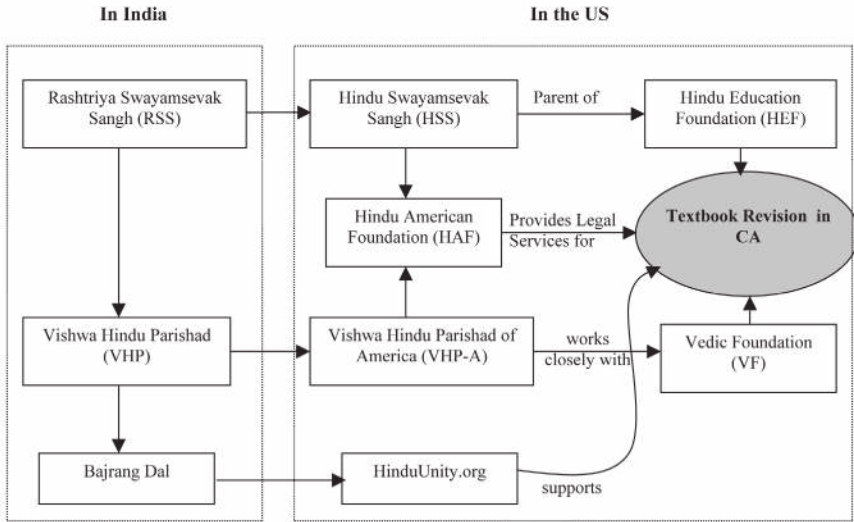 In India
In the US
Rashtriya Swayamsevak
Sangh (RSS)
Hindu Swayamsevak
Sangh (HSS)
Parent of
Hindu Education
Foundation (HEF)
Hindu American
Foundation (HAF)
Provides Legal
Services for
Textbook Revision in
CA
Vishwa Hindu Parishad
(VHP)
Vishwa Hindu Parishad of
America (VHP-A)
works
closely with
Vedic Foundation
(VF)
Bajrang Dal
HinduUnity.org
supports